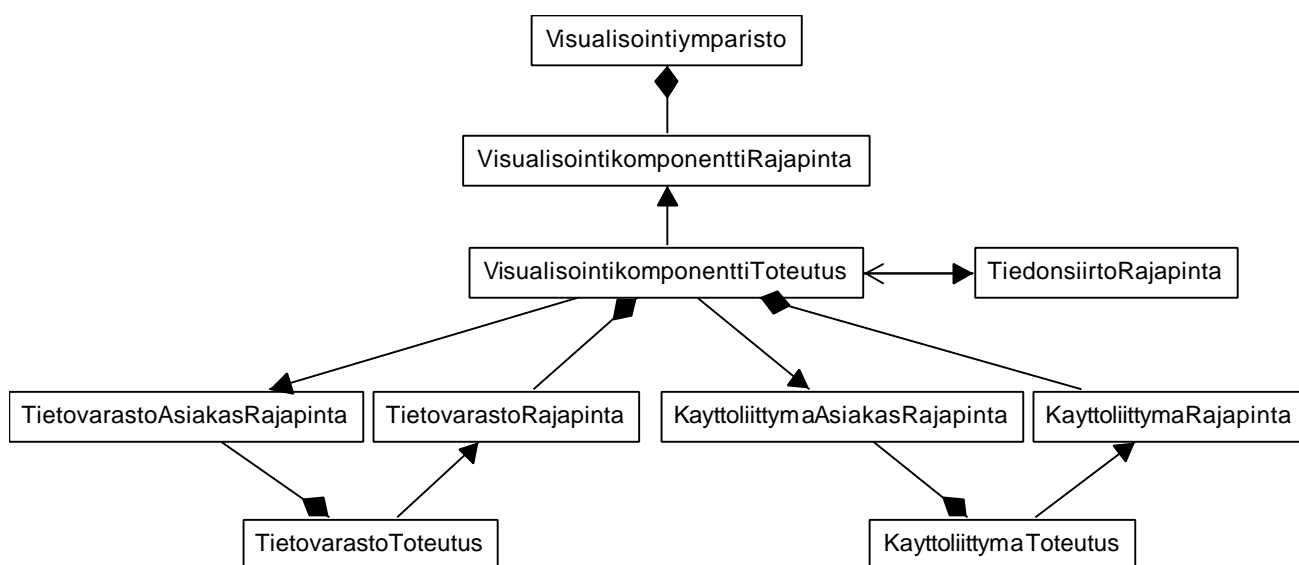 Visualisointiymparisto
VisualisointikomponenttiRajapinta
VisualisointikomponenttiToteutus
TiedonsiirtoRajapinta
TietovarastoAsiakasRajapinta
TietovarastoRajapinta
KayttoliittymaAsiakasRajapinta
KayttoliittymaRajapinta
TietovarastoToteutus
KayttoliittymaToteutus